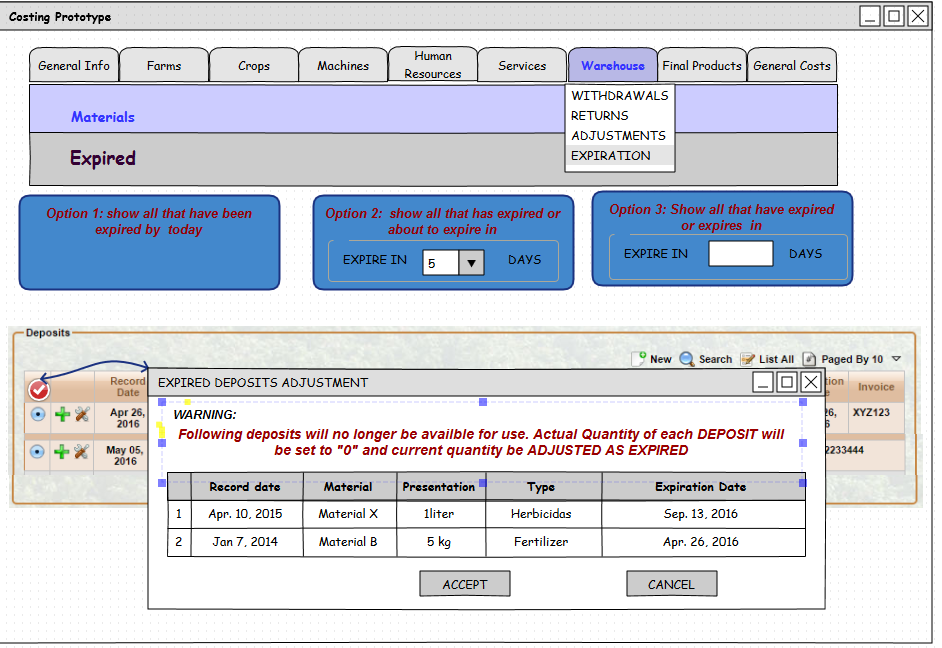 Costing Prototype
General Info
Farms
Crops
Machines
Human
Resources
Services
Warehouse
Final Products
General Costs
WITHDRAWALS
RETURNS
ADJUSTMENTS
EXPIRATION
Materials
Expired
Option 1: show all that have been
expired by today
Option 2: show all that has expired or
about to expire in
EXPIRE IN 5 DAYS
Option 3: Show all that have expired
or expires in
EXPIRE IN DAYS
Deposits
New Search List All Paged By 10
Record
Date
Invoice
Apr 26,
2016
XYZ123
May 05,
2016
2233444
EXPIRED DEPOSITS ADJUSTMENT
WARNING:
Following deposits will no longer be availble for use. Actual Quantity of each DEPOSIT will
be set to "0" and current quantity be ADJUSTED AS EXPIRED
Record date Material Presentation Type Expiration Date
1 Apr. 10, 2015 Material X 1liter Herbicidas Sep. 13, 2016
2 Jan 7, 2014 Material B 5 kg Fertilizer Apr. 26, 2016
ACCEPT CANCEL